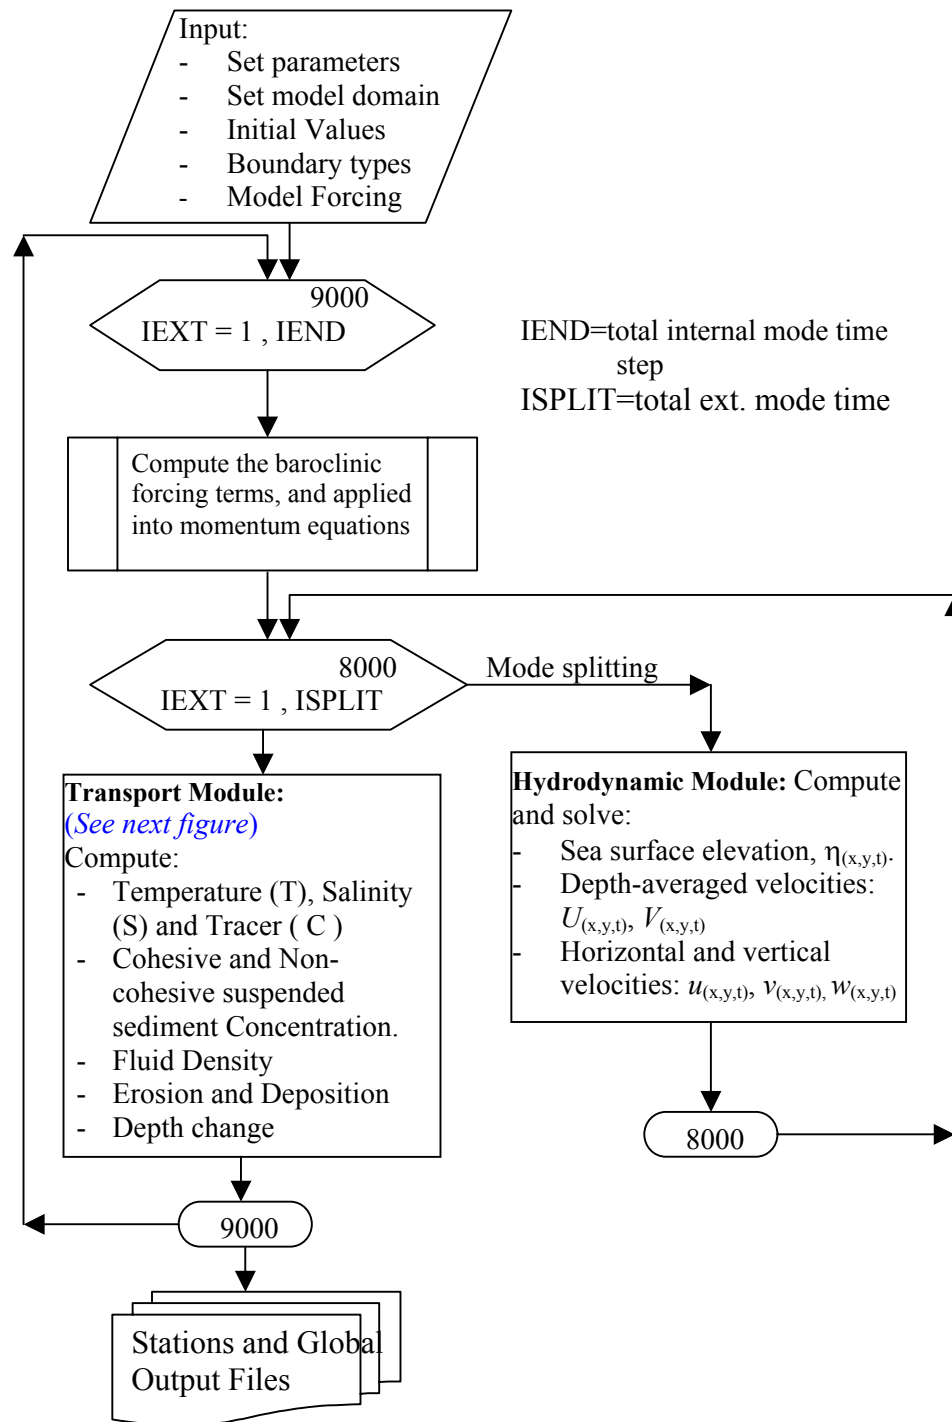 Input:
- Set parameters
- Set model domain
- Initial Values
- Boundary types
- Model Forcing
9000
IEXT = 1 , IEND
IEND=total internal mode time
step
ISPLIT=total ext. mode time
Compute the baroclinic
forcing terms, and applied
into momentum equations
8000
IEXT = 1 , ISPLIT
Mode splitting
Transport Module:
(See next figure)
Compute:
- Temperature (T), Salinity
(S) and Tracer ( C )
- Cohesive and Non-
cohesive suspended
sediment Concentration.
- Fluid Density
- Erosion and Deposition
- Depth change
Hydrodynamic Module: Compute
and solve:
- Sea surface elevation, η(x,y,t).
- Depth-averaged velocities:
U(x,y,t), V(x,y,t)
- Horizontal and vertical
velocities: u(x,y,t), v(x,y,t), w(x,y,t)
8000
9000
Stations and Global
Output Files